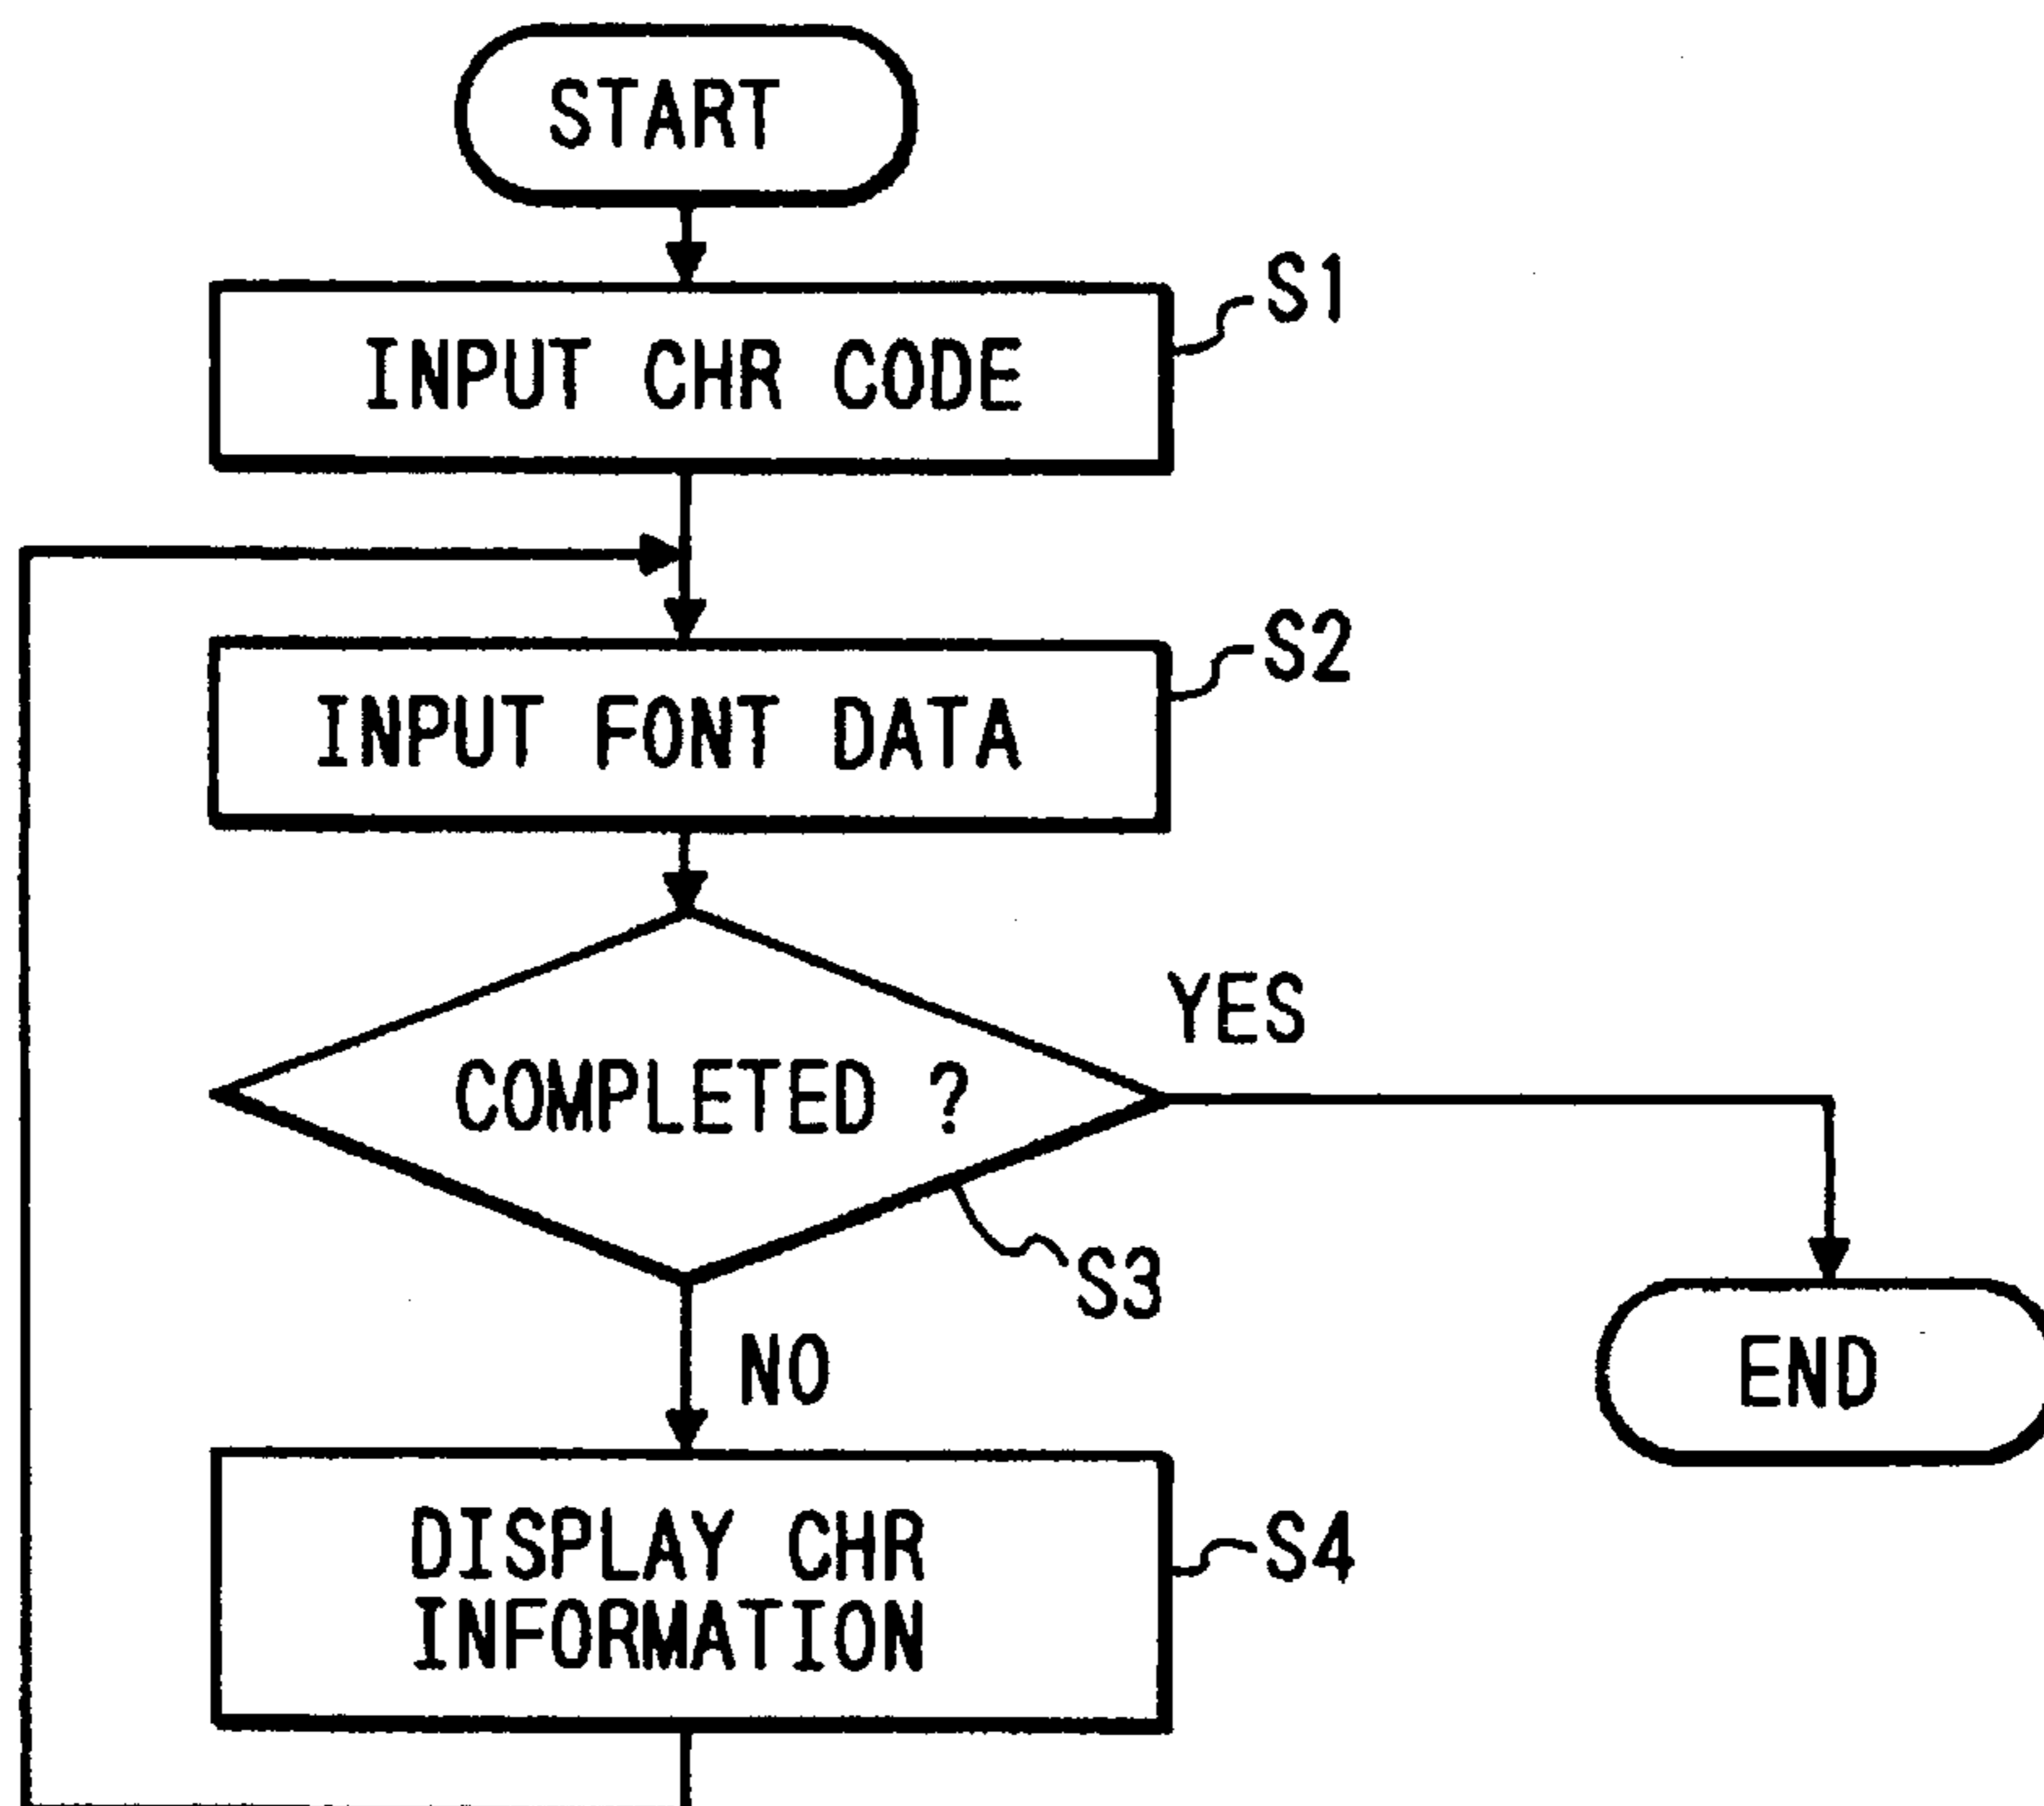 START
INPUT CHR CODE
S1
INPUT FONT DATA
S2
COMPLETED ?
YES
S3
NO
END
DISPLAY CHR
INFORMATION
S4